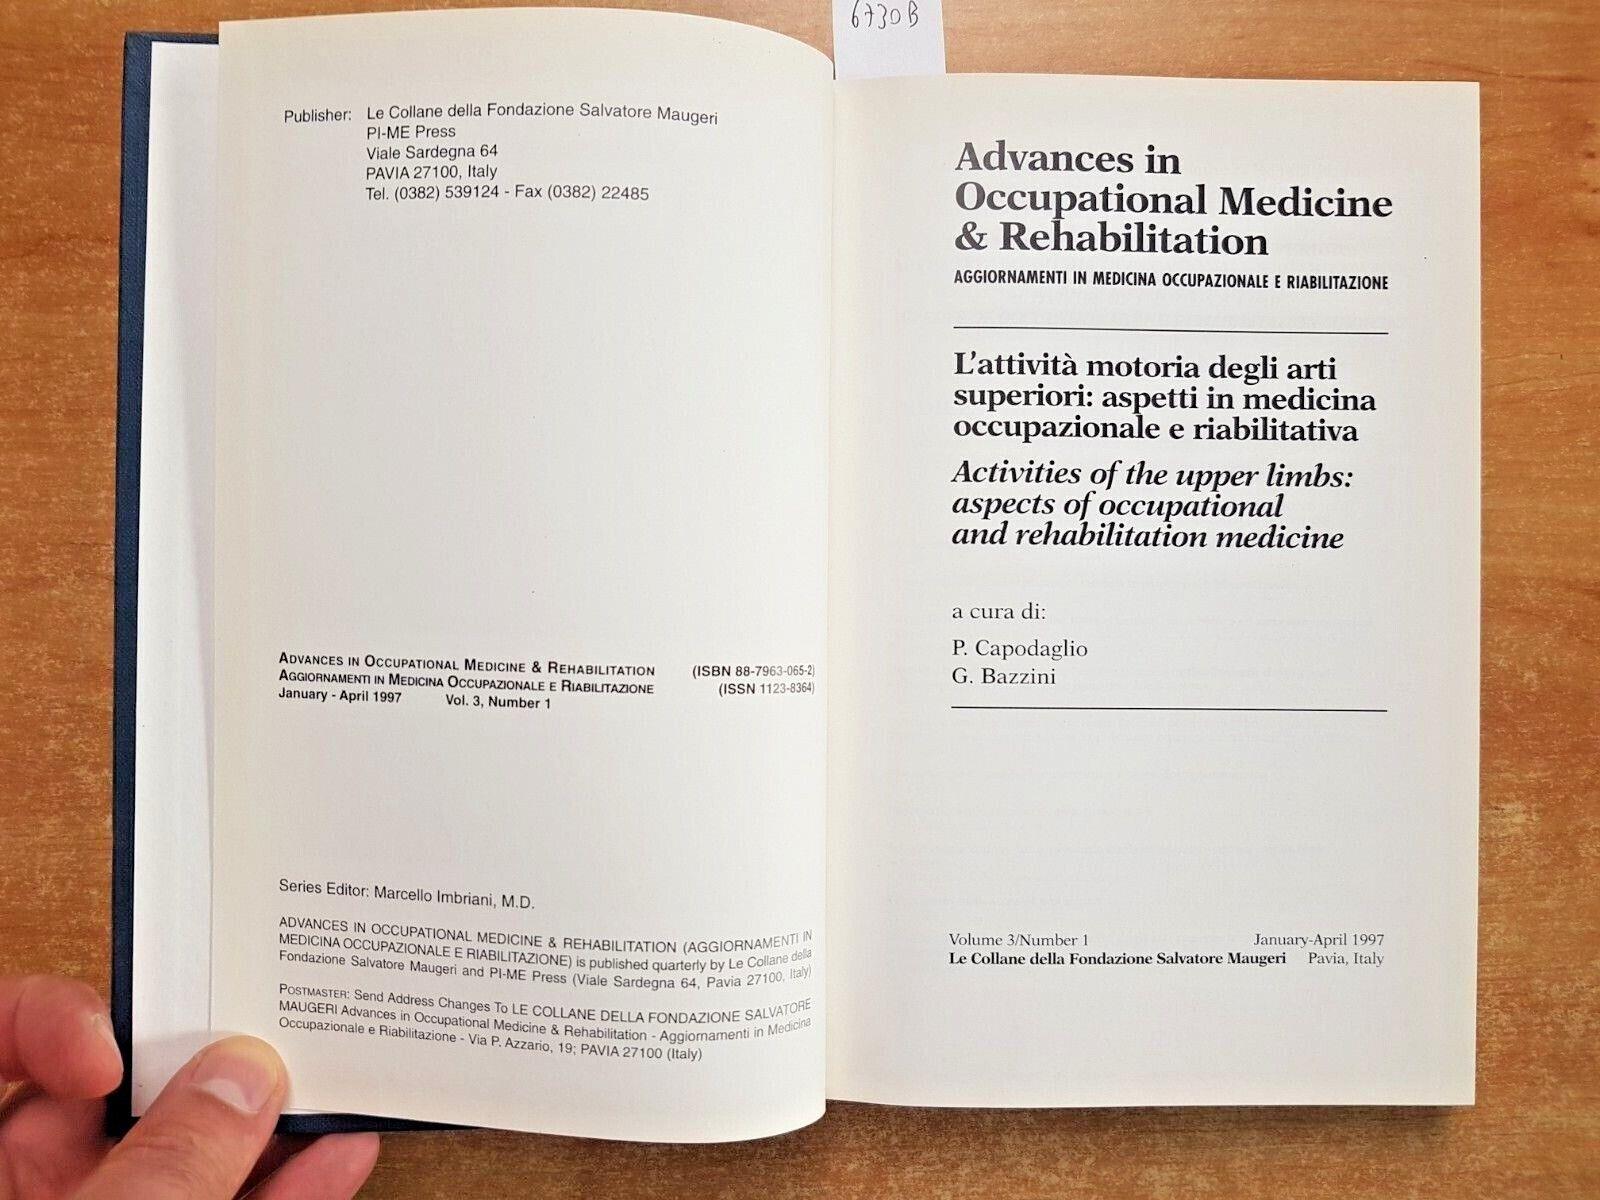 6730B
Publisher: Le Collane della Fondazione Salvatore Maugeri
PI-ME Press
Viale Sardegna 64
PAVIA 27100, Italy
Tel. (0382) 539124 - Fax (0382) 22485
ADVANCES IN OCCUPATIONAL MEDICINE & REHABILITATION (ISBN 88-7963-065-2)
AGGIORNAMENTI IN MEDICINA OCCUPAZIONALE E RIABILITAZIONE (ISSN 1123-8364)
January - April 1997 Vol. 3, Number 1
Series Editor: Marcello Imbriani, M.D.
ADVANCES IN OCCUPATIONAL MEDICINE & REHABILITATION (AGGIORNAMENTI IN
MEDICINA OCCUPAZIONALE E RIABILITAZIONE) is published quarterly by Le Collane della
Fondazione Salvatore Maugeri and PI-ME Press (Viale Sardegna 64, Pavia 27100, Italy)
POSTMASTER: Send Address Changes To LE COLLANE DELLA FONDAZIONE SALVATORE
MAUGERI Advances in Occupational Medicine & Rehabilitation - Aggiornamenti in Medicina
Occupazionale e Riabilitazione - Via P. Azzario, 19; PAVIA 27100 (Italy)
Advances in
Occupational Medicine
& Rehabilitation
AGGIORNAMENTI IN MEDICINA OCCUPAZIONALE E RIABILITAZIONE
L'attività motoria degli arti
superiori: aspetti in medicina
occupazionale e riabilitativa
Activities of the upper limbs:
aspects of occupational
and rehabilitation medicine
a cura di:
P. Capodaglio
G. Bazzini
Volume 3/Number 1 January-April 1997
Le Collane della Fondazione Salvatore Maugeri Pavia, Italy